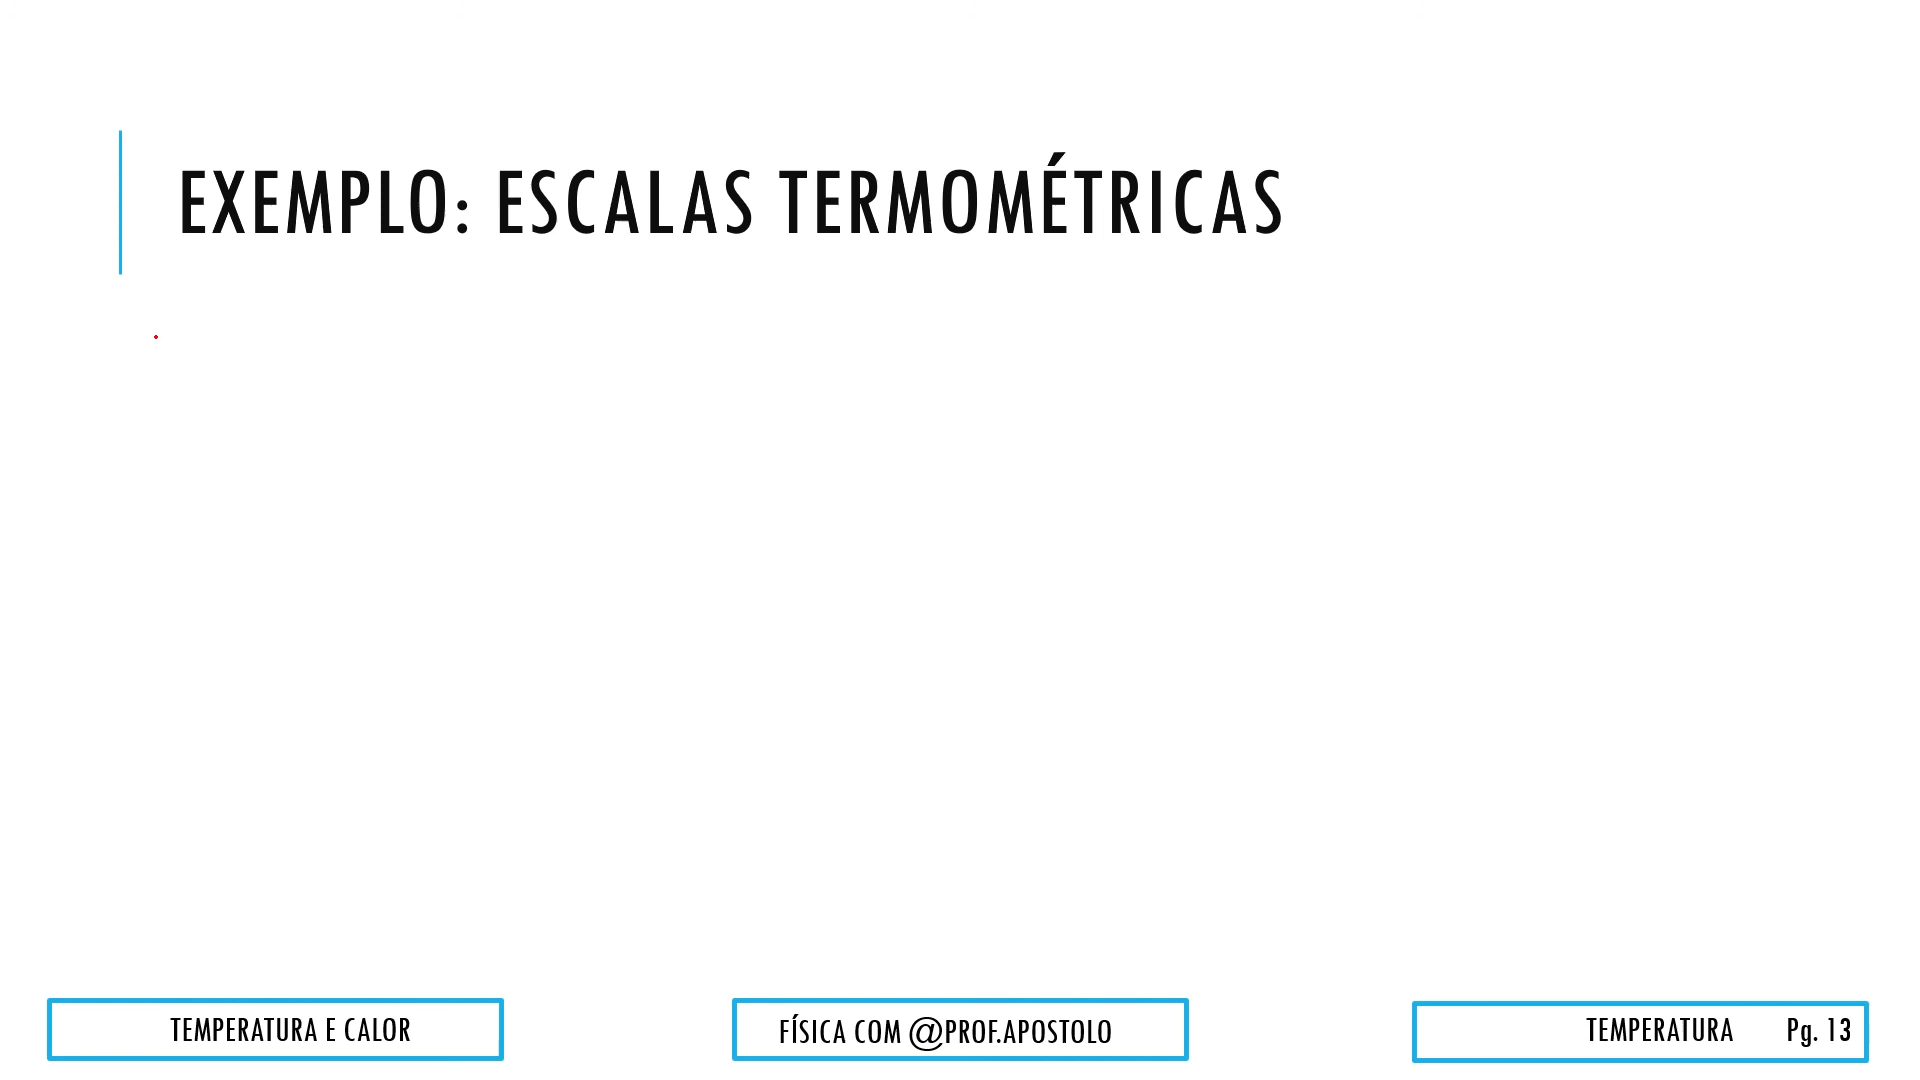 EXEMPLO: ESCALAS TERMOMÉTRICAS
TEMPERATURA E CALOR
FÍSICA COM @PROF.APOSTOLO
TEMPERATURA Pg. 13